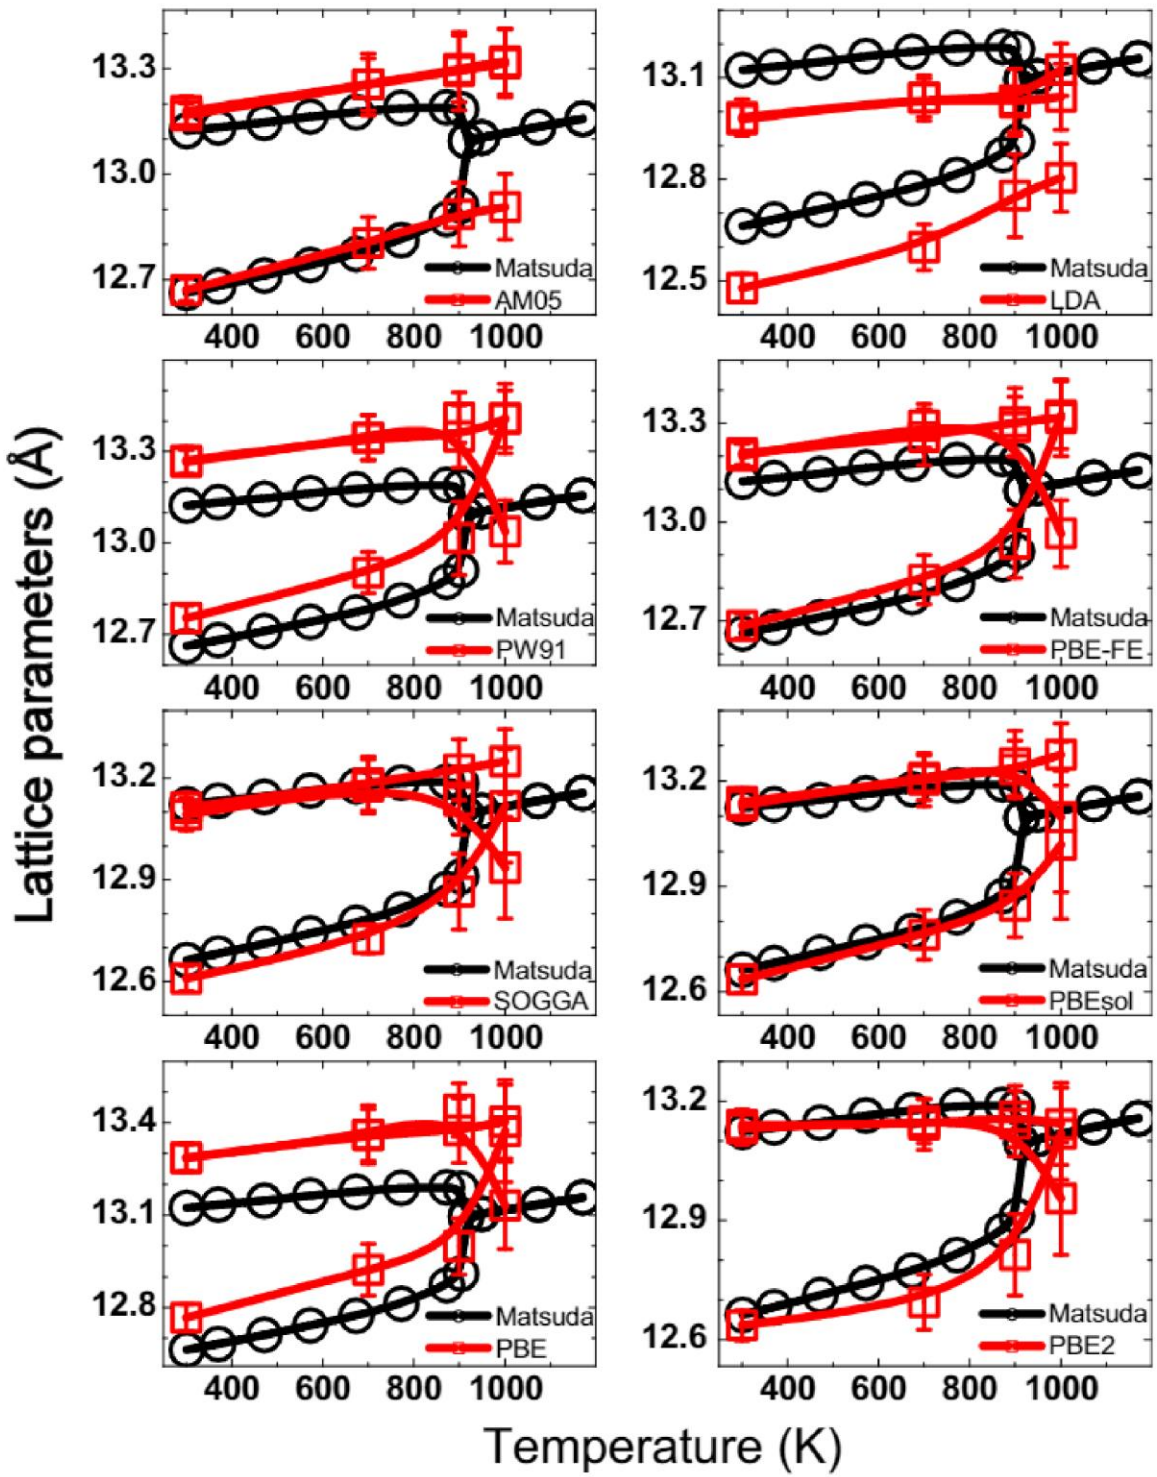 Lattice parameters (Å)
13.3
13.0
12.7
Matsuda
AM05
400 600 800 1000
13.1
12.8
12.5
Matsuda
LDA
400 600 800 1000
13.3
13.0
12.7
Matsuda
PW91
400 600 800 1000
13.3
13.0
12.7
Matsuda
PBE-FE
400 600 800 1000
13.2
12.9
12.6
Matsuda
SOGGA
400 600 800 1000
13.2
12.9
12.6
Matsuda
PBEsol
400 600 800 1000
13.4
13.1
12.8
Matsuda
PBE
400 600 800 1000
13.2
12.9
12.6
Matsuda
PBE2
400 600 800 1000
Temperature (K)